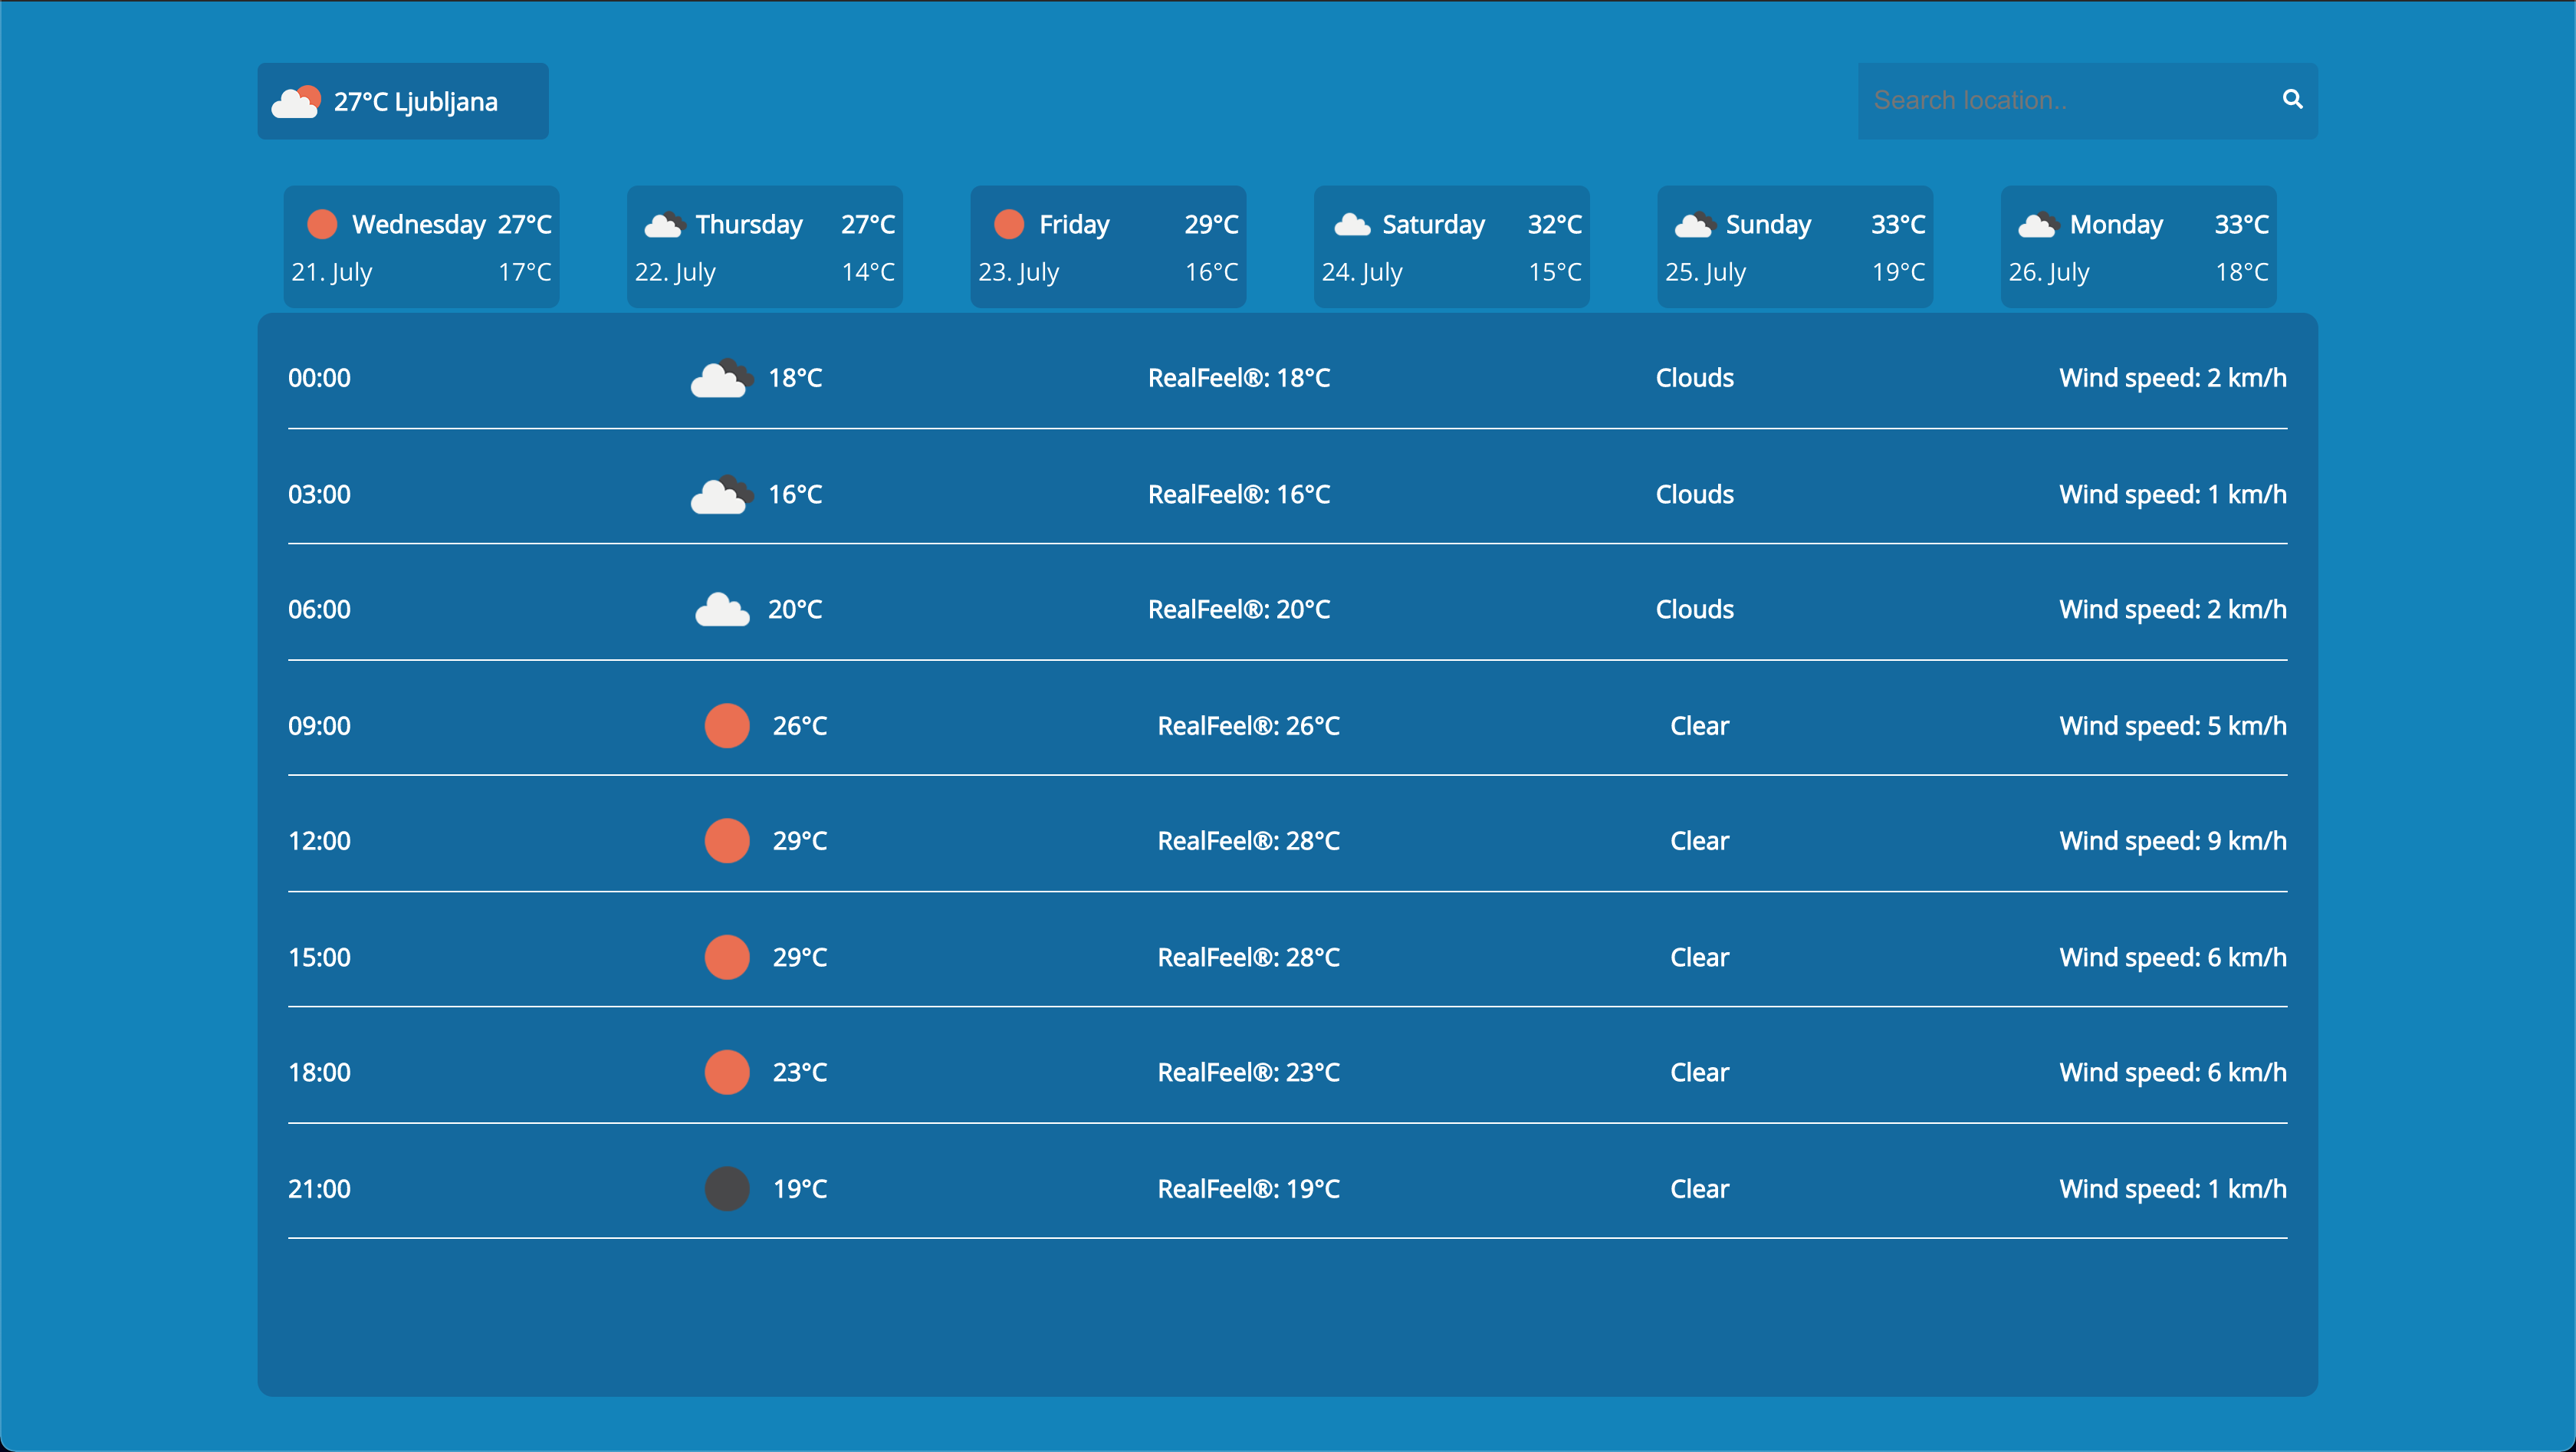 27°C Ljubljana
Search location..
Wednesday 27°C
21. July 17°C
Thursday 27°C
22. July 14°C
Friday 29°C
23. July 16°C
Saturday 32°C
24. July 15°C
Sunday 33°C
25. July 19°C
Monday 33°C
26. July 18°C
00:00 18°C RealFeel®: 18°C Clouds Wind speed: 2 km/h
03:00 16°C RealFeel®: 16°C Clouds Wind speed: 1 km/h
06:00 20°C RealFeel®: 20°C Clouds Wind speed: 2 km/h
09:00 26°C RealFeel®: 26°C Clear Wind speed: 5 km/h
12:00 29°C RealFeel®: 28°C Clear Wind speed: 9 km/h
15:00 29°C RealFeel®: 28°C Clear Wind speed: 6 km/h
18:00 23°C RealFeel®: 23°C Clear Wind speed: 6 km/h
21:00 19°C RealFeel®: 19°C Clear Wind speed: 1 km/h